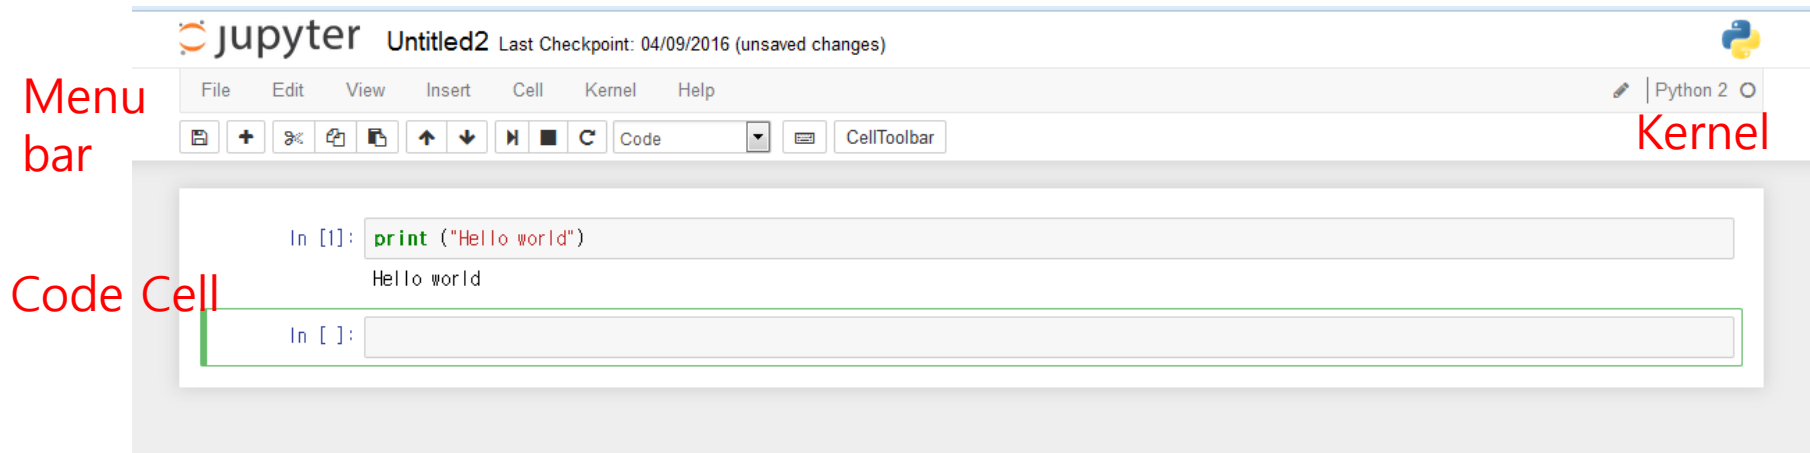 jupyter Untitled2 Last Checkpoint: 04/09/2016 (unsaved changes)
Menu bar
File Edit View Insert Cell Kernel Help Python 2
Code CellToolbar
Kernel
In [1]: print ("Hello world")
Hello world
Code Cell
In [ ]: